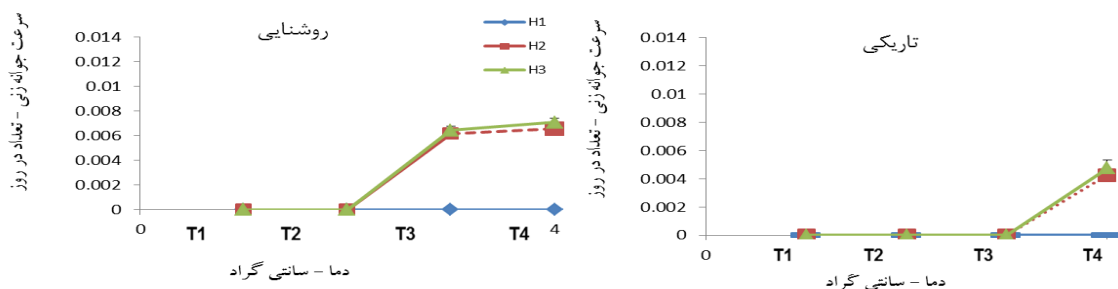 روشنایی
H1
H2
H3
0.014
0.012
0.01
0.008
0.006
0.004
0.002
0
سرعت جوانه زنی – تعداد در روز
0 T1 T2 T3 T4 4
دما – سانتی گراد
تاریکی
0.014
0.012
0.01
0.008
0.006
0.004
0.002
0
سرعت جوانه زنی – تعداد در روز
0 T1 T2 T3 T4
دما – سانتی گراد